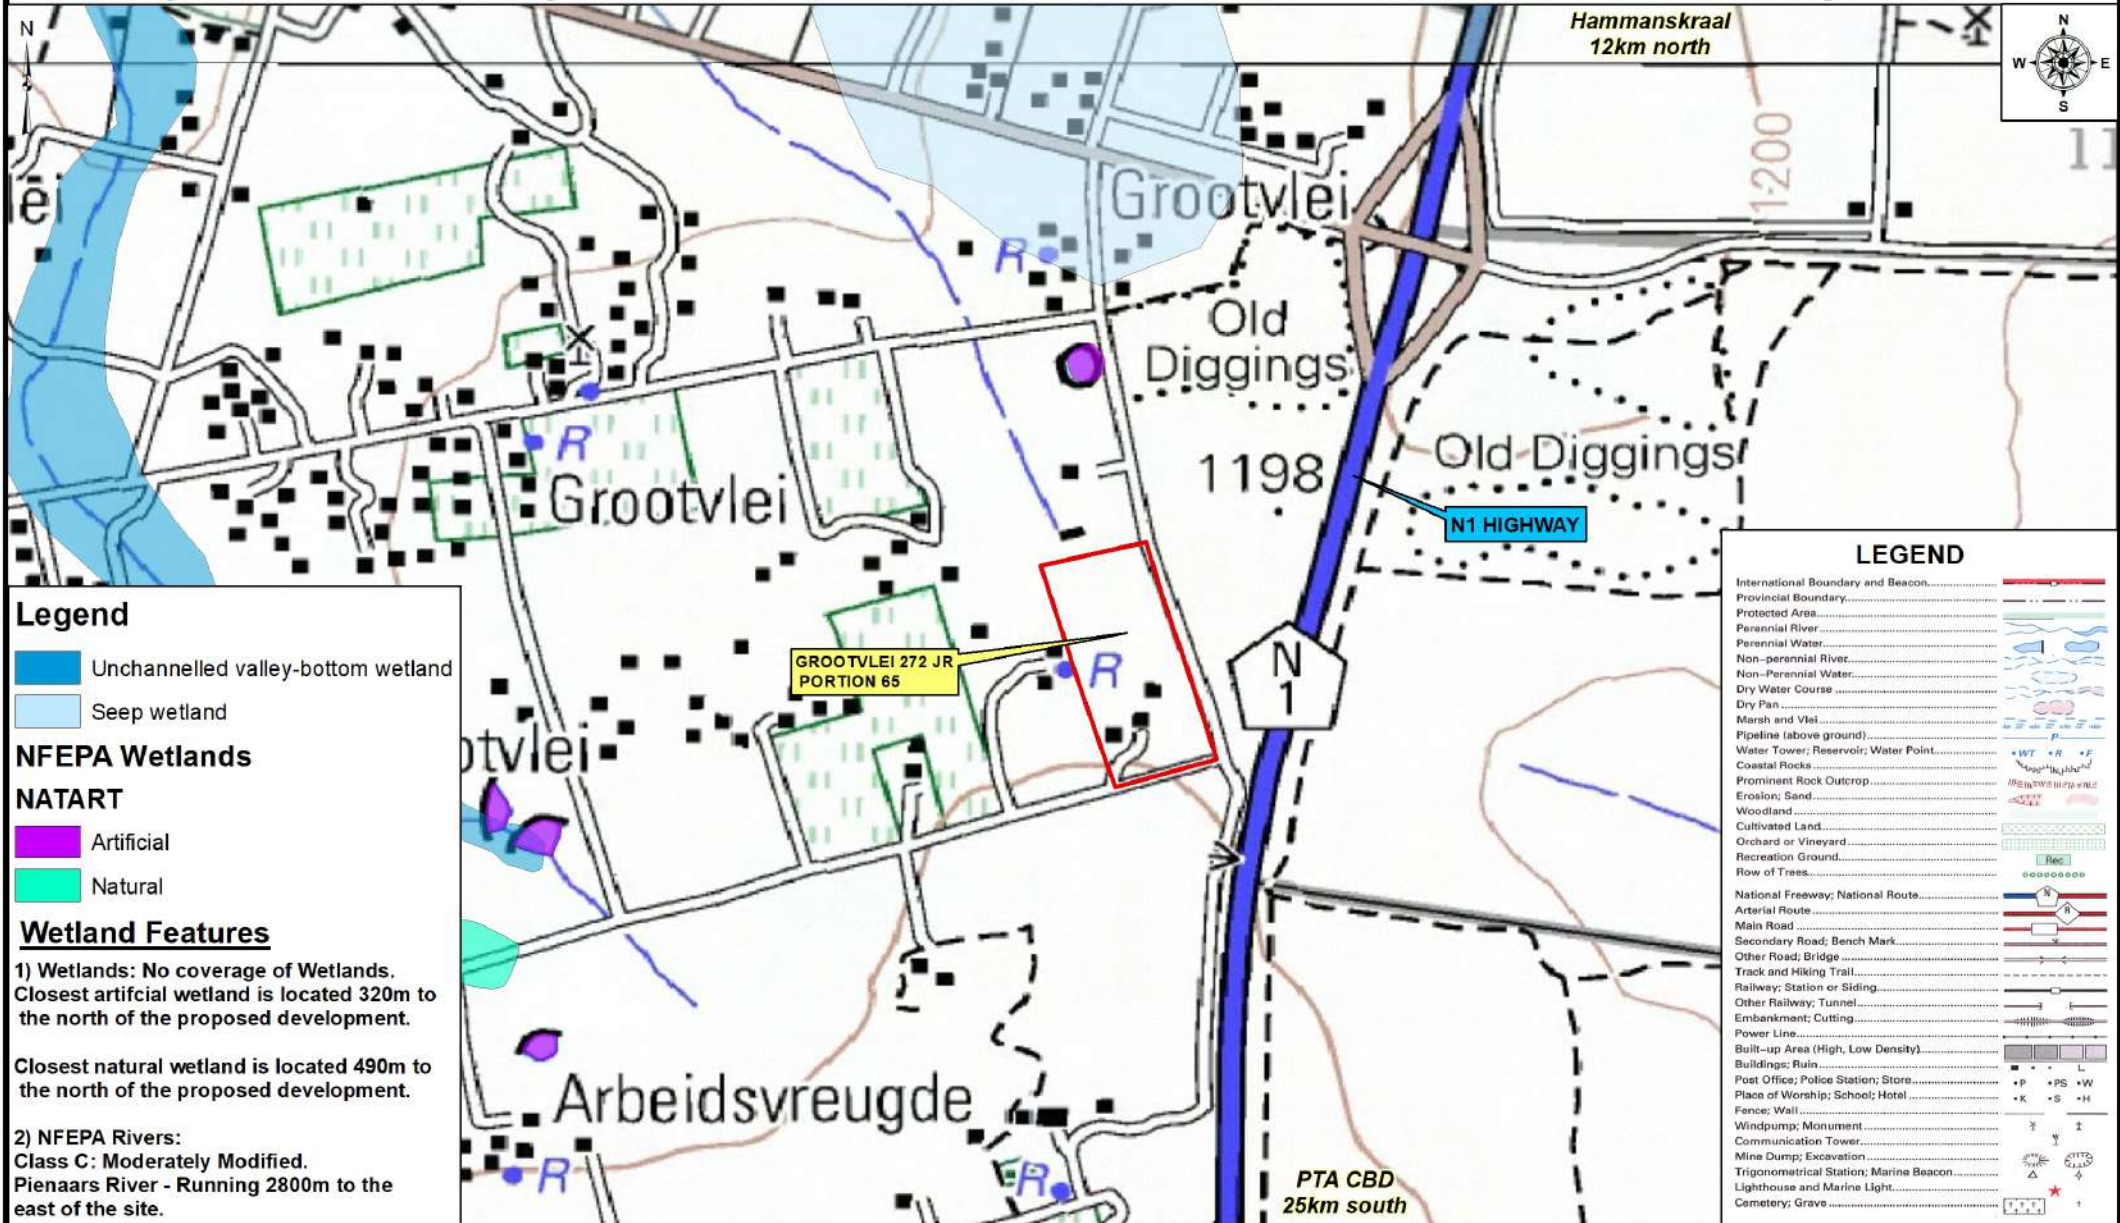 Hammanskraal
12km north
N
N
W
E
S
1200
11
lei
Grootvlei
R
Old
Diggings
1198
Old Diggings
R
Grootvlei
N1 HIGHWAY
GROOTVLEI 272 JR
PORTION 65
R
N
1
otvlei
Arbeidsvreugde
R
R
PTA CBD
25km south
Legend
Unchannelled valley-bottom wetland
Seep wetland
NFEPA Wetlands
NATART
Artificial
Natural
Wetland Features
1) Wetlands: No coverage of Wetlands.
Closest artifcial wetland is located 320m to
the north of the proposed development.
Closest natural wetland is located 490m to
the north of the proposed development.
2) NFEPA Rivers:
Class C: Moderately Modified.
Pienaars River - Running 2800m to the
east of the site.
LEGEND
International Boundary and Beacon
Provincial Boundary
Protected Area
Perennial River
Perennial Water
Non-perennial River
Non-Perennial Water
Dry Water Course
Dry Pan
Marsh and Vlei
Pipeline (above ground) P
Water Tower; Reservoir; Water Point •WT •R •F
Coastal Rocks
Prominent Rock Outcrop
Erosion; Sand
Woodland
Cultivated Land
Orchard or Vineyard
Recreation Ground Rec
Row of Trees
National Freeway; National Route N
Arterial Route R
Main Road
Secondary Road; Bench Mark
Other Road; Bridge
Track and Hiking Trail
Railway; Station or Siding
Other Railway; Tunnel
Embankment; Cutting
Power Line
Built-up Area (High, Low Density)
Buildings; Ruin
Post Office; Police Station; Store •P •PS •W
Place of Worship; School; Hotel •K •S •H
Fence; Wall
Windpump; Monument
Communication Tower
Mine Dump; Excavation
Trigonometrical Station; Marine Beacon
Lighthouse and Marine Light
Cemetery; Grave